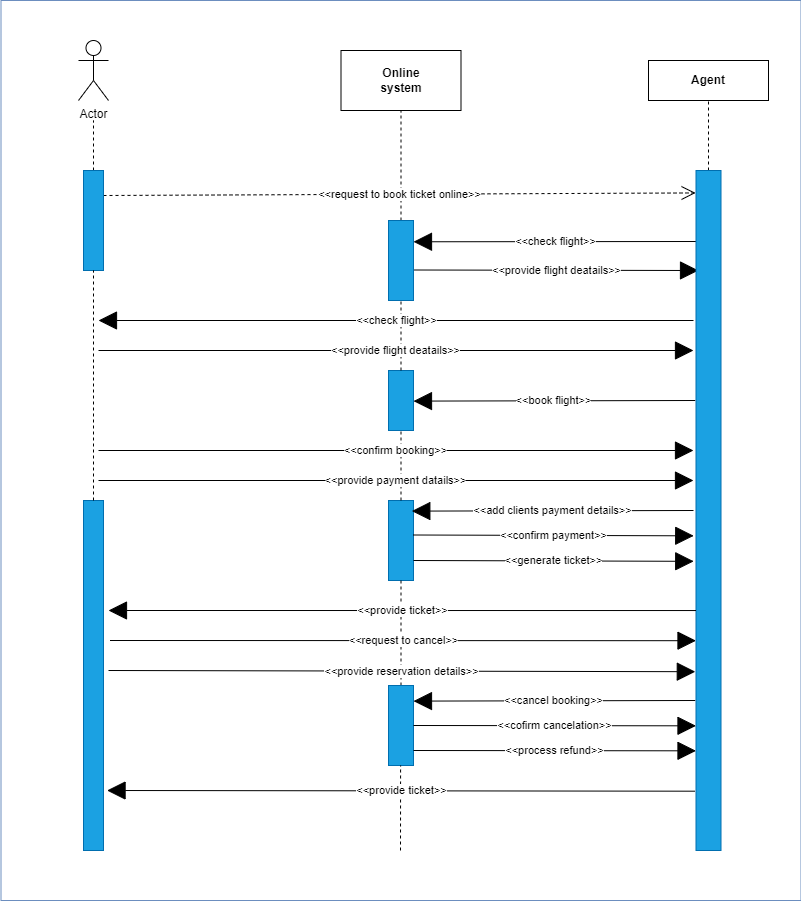 Online
system
Agent
Actor
<<request to book ticket online>>
<<check flight>>
<<provide flight deatails>>
<<check flight>>
<<provide flight deatails>>
<<book flight>>
<<confirm booking>>
<<provide payment datails>>
<<add clients payment details>>
<<confirm payment>>
<<generate ticket>>
<<provide ticket>>
<<request to cancel>>
<<provide reservation details>>
<<cancel booking>>
<<cofirm cancelation>>
<<process refund>>
<<provide ticket>>